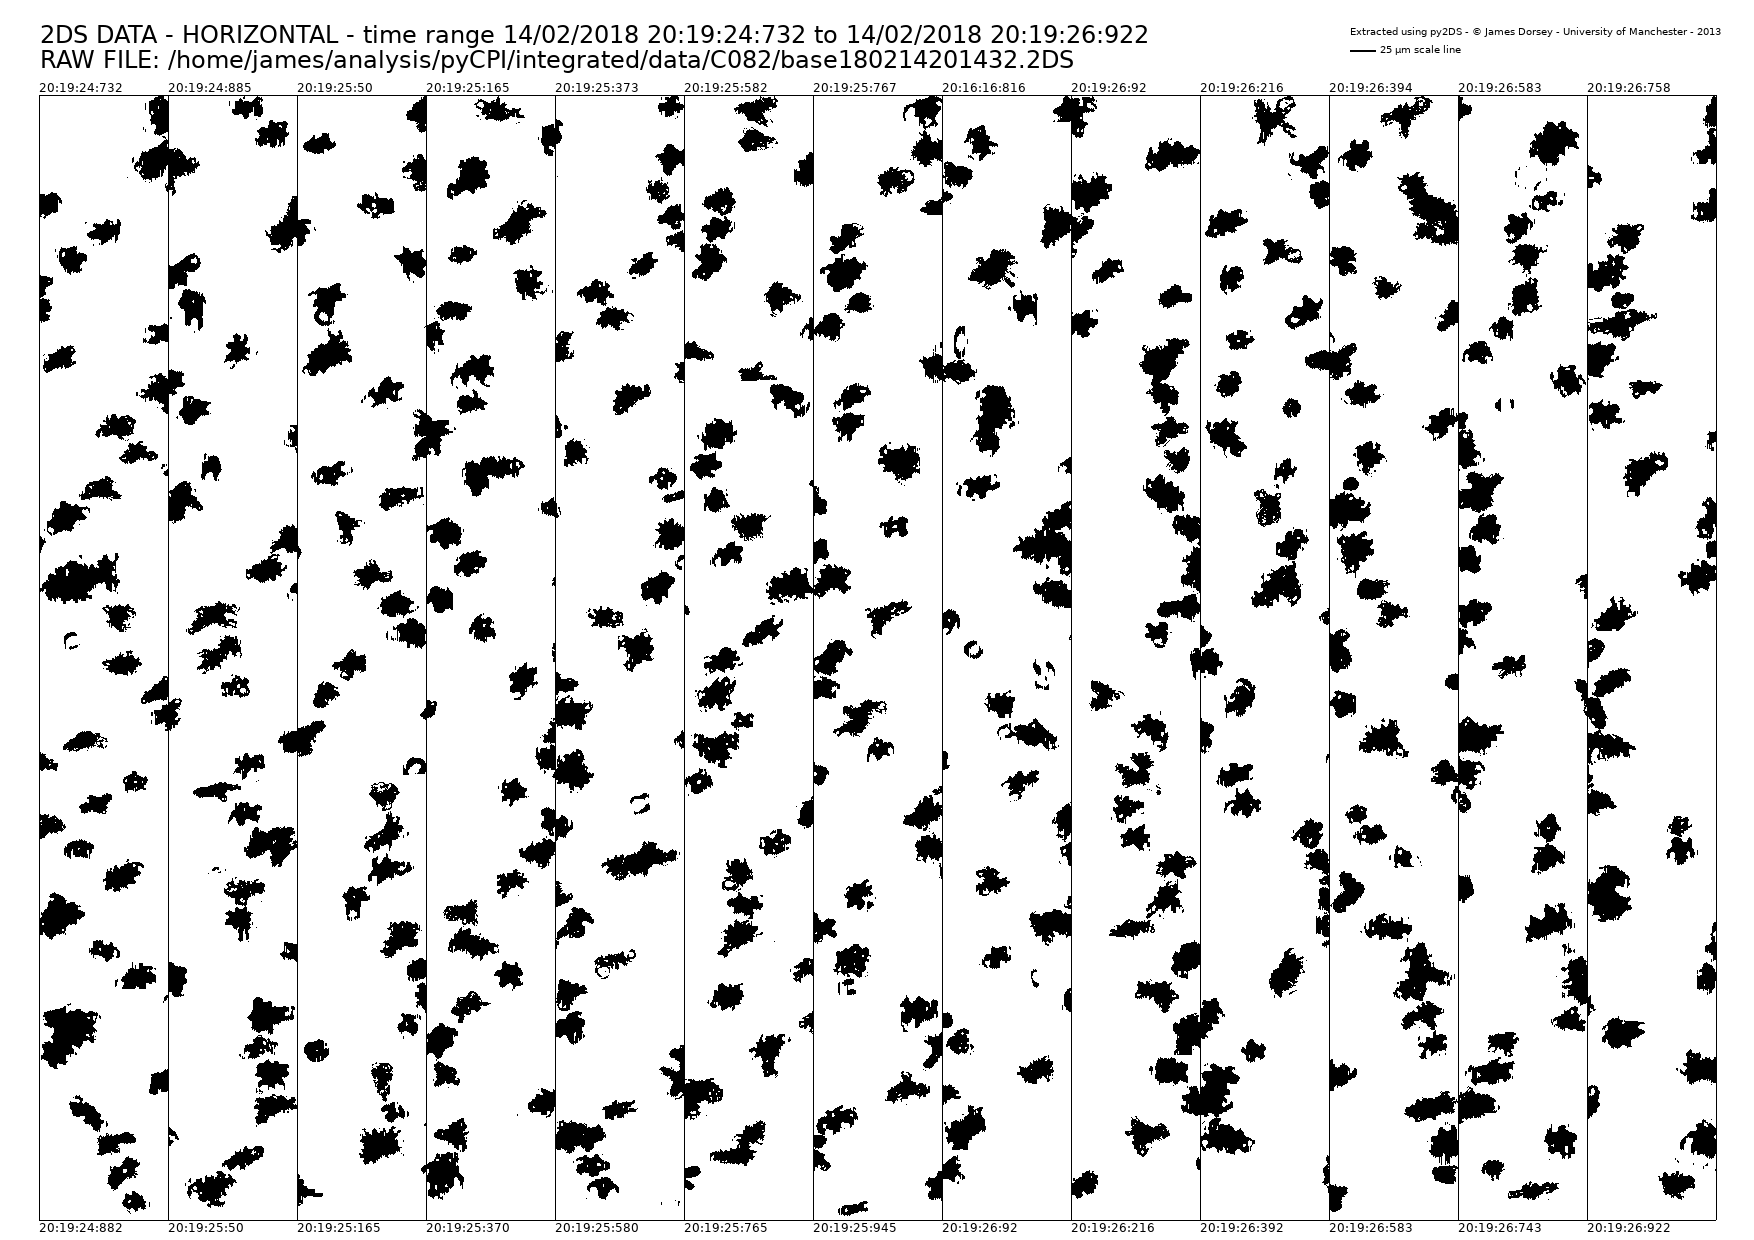 2DS DATA - HORIZONTAL - time range 14/02/2018 20:19:24:732 to 14/02/2018 20:19:26:922
RAW FILE: /home/james/analysis/pyCPI/integrated/data/C082/base180214201432.2DS
Extracted using py2DS - © James Dorsey - University of Manchester - 2013
25 µm scale line
20:19:24:732 20:19:24:885 20:19:25:50 20:19:25:165 20:19:25:373 20:19:25:582 20:19:25:767 20:16:16:816 20:19:26:92 20:19:26:216 20:19:26:394 20:19:26:583 20:19:26:758
20:19:24:882 20:19:25:50 20:19:25:165 20:19:25:370 20:19:25:580 20:19:25:765 20:19:25:945 20:19:26:92 20:19:26:216 20:19:26:392 20:19:26:583 20:19:26:743 20:19:26:922